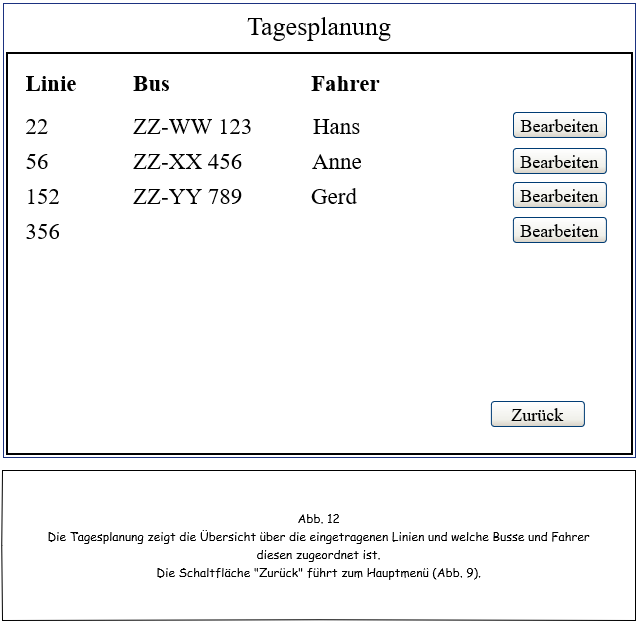 Tagesplanung
Linie Bus Fahrer
22 ZZ-WW 123 Hans Bearbeiten
56 ZZ-XX 456 Anne Bearbeiten
152 ZZ-YY 789 Gerd Bearbeiten
356 Bearbeiten
Zurück
Abb. 12
Die Tagesplanung zeigt die Übersicht über die eingetragenen Linien und welche Busse und Fahrer
diesen zugeordnet ist.
Die Schaltfläche "Zurück" führt zum Hauptmenü (Abb. 9).